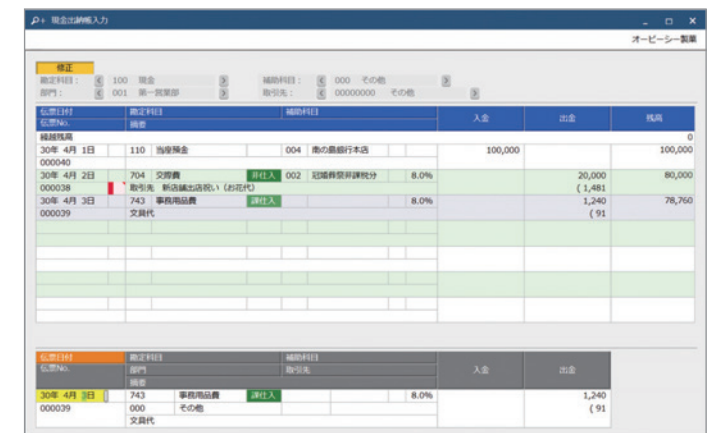 現金出納帳入力
オービーシー製菓
修正
勘定科目： 100 現金 補助科目： 000 その他
部門： 001 第一営業部 取引先： 00000000 その他
伝票日付 勘定科目 補助科目 入金 出金 残高
伝票No. 摘要
繰越残高 0
30年 4月 1日 110 当座預金 004 南の島銀行本店 100,000 100,000
000040
30年 4月 2日 704 交際費 非仕入 002 冠婚葬祭非課税分 8.0% 20,000 80,000
000038 取引先 新店舗出店祝い（お花代） ( 1,481
30年 4月 3日 743 事務用品費 課仕入 8.0% 1,240 78,760
000039 文具代 ( 91
伝票日付 勘定科目 補助科目 入金 出金
伝票No. 部門 取引先
摘要
30年 4月 3日 743 事務用品費 課仕入 8.0% 1,240
000039 000 その他 ( 91
文具代